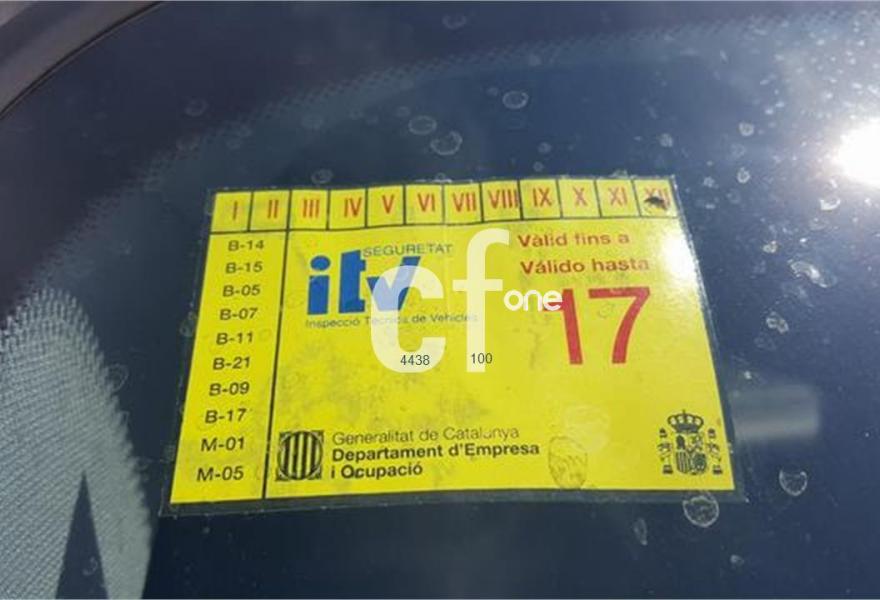 I II III IV V VI VII VIII IX X XI XII
B-14
B-15
B-05
B-07
B-11
B-21
B-09
B-17
M-01
M-05
SEGURETAT
itv
Inspecció Tècnica de Vehicles
Vàlid fins a
Válido hasta
17
cf one
4438 100
Generalitat de Catalunya
Departament d'Empresa
i Ocupació